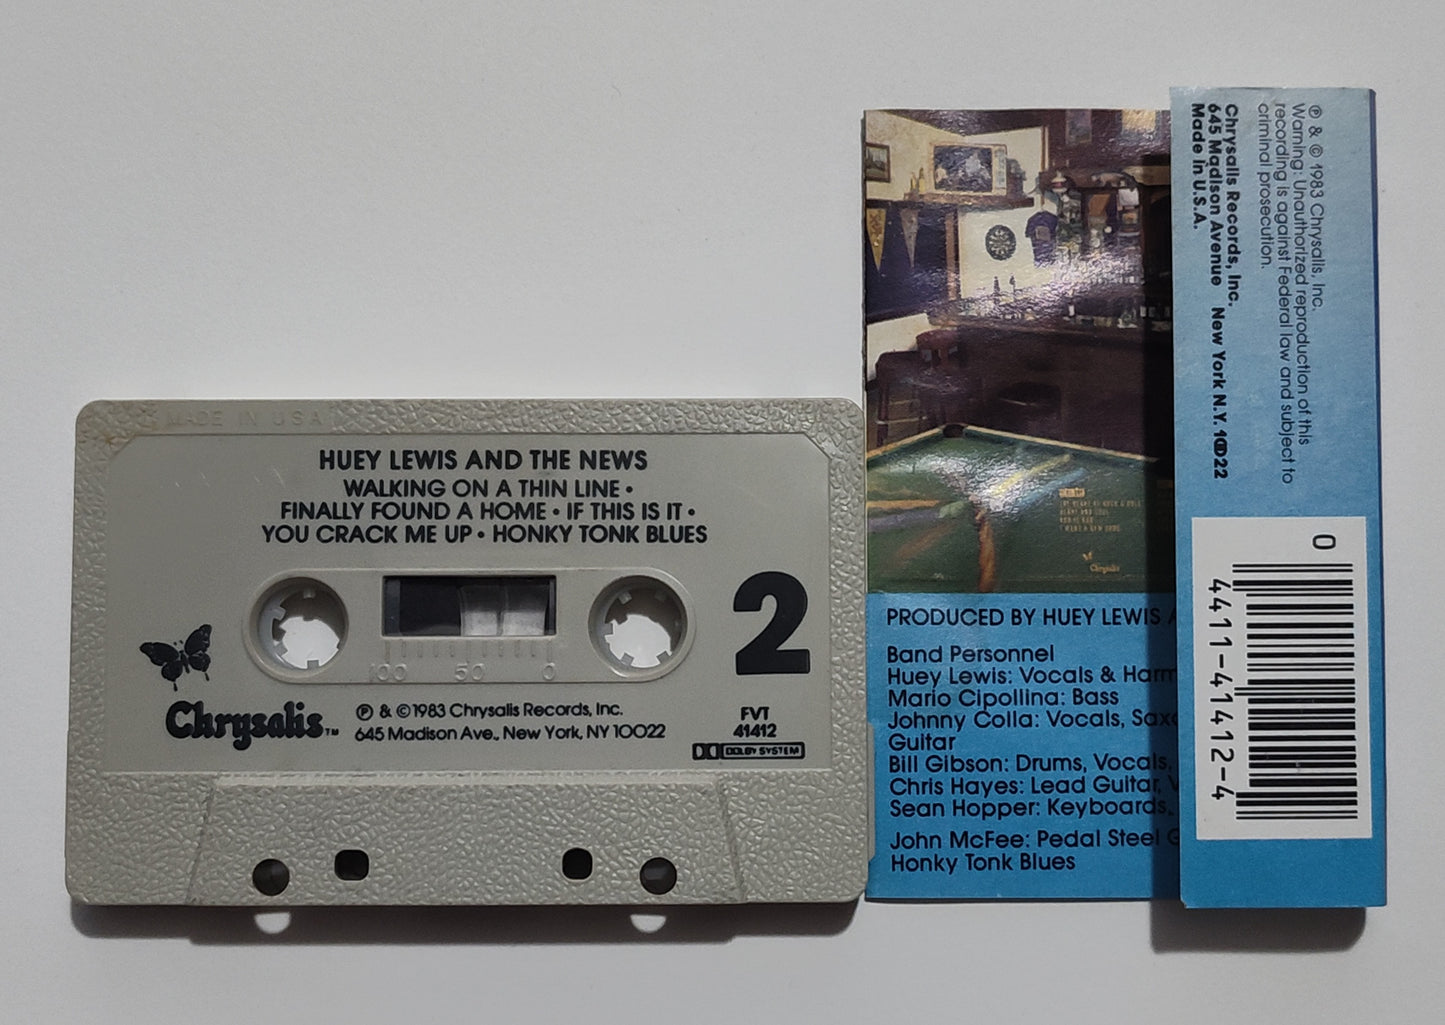 MADE IN USA
HUEY LEWIS AND THE NEWS
WALKING ON A THIN LINE •
FINALLY FOUND A HOME • IF THIS IS IT •
YOU CRACK ME UP • HONKY TONK BLUES
2
100 50 0
Chrysalis™
℗ & ©1983 Chrysalis Records, Inc.
645 Madison Ave., New York, NY 10022
FVT
41412
DOLBY SYSTEM
Chrysalis
PRODUCED BY HUEY LEWIS
Band Personnel
Huey Lewis: Vocals &
Mario Cipollina: Bass
Johnny Colla: Vocals,
Guitar
Bill Gibson: Drums, Vocals,
Chris Hayes: Lead Guitar,
Sean Hopper: Keyboards,
John McFee: Pedal Steel
Honky Tonk Blues
℗ & © 1983 Chrysalis, Inc.
Warning: Unauthorized reproduction of this
recording is against Federal law and subject to
criminal prosecution.
Chrysalis Records, Inc.
645 Madison Avenue New York N.Y. 10022
Made in U.S.A.
0 4411-41412-4